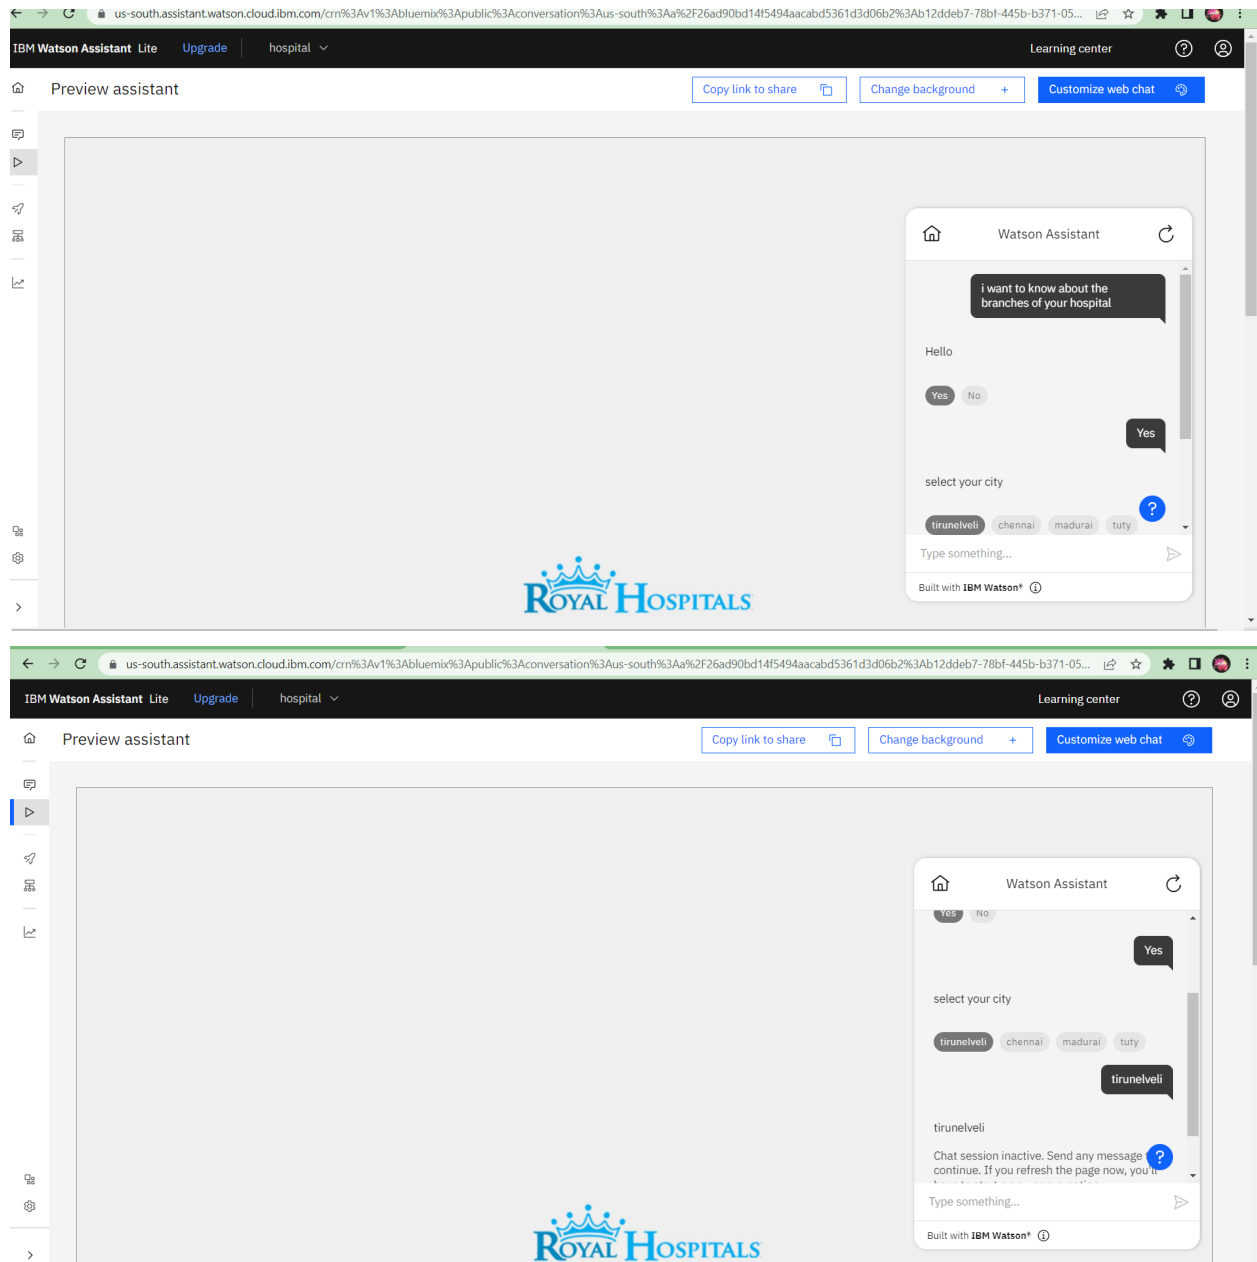 us-south.assistant.watson.cloud.ibm.com/crn%3Av1%3Abluemix%3Apublic%3Aconversation%3Aus-south%3Aa%2F26ad90bd14f5494aacabd5361d3d06b2%3Ab12ddeb7-78bf-445b-b371-05...
IBM Watson Assistant Lite Upgrade hospital Learning center
Preview assistant Copy link to share Change background + Customize web chat
Watson Assistant
i want to know about the
branches of your hospital
Hello
Yes No
Yes
select your city
tirunelveli chennai madurai tuty
Type something...
Built with IBM Watson®
ROYAL HOSPITALS
us-south.assistant.watson.cloud.ibm.com/crn%3Av1%3Abluemix%3Apublic%3Aconversation%3Aus-south%3Aa%2F26ad90bd14f5494aacabd5361d3d06b2%3Ab12ddeb7-78bf-445b-b371-05...
IBM Watson Assistant Lite Upgrade hospital Learning center
Preview assistant Copy link to share Change background + Customize web chat
Watson Assistant
Yes No
Yes
select your city
tirunelveli chennai madurai tuty
tirunelveli
tirunelveli
Chat session inactive. Send any message
continue. If you refresh the page now, you'll
Type something...
Built with IBM Watson®
ROYAL HOSPITALS